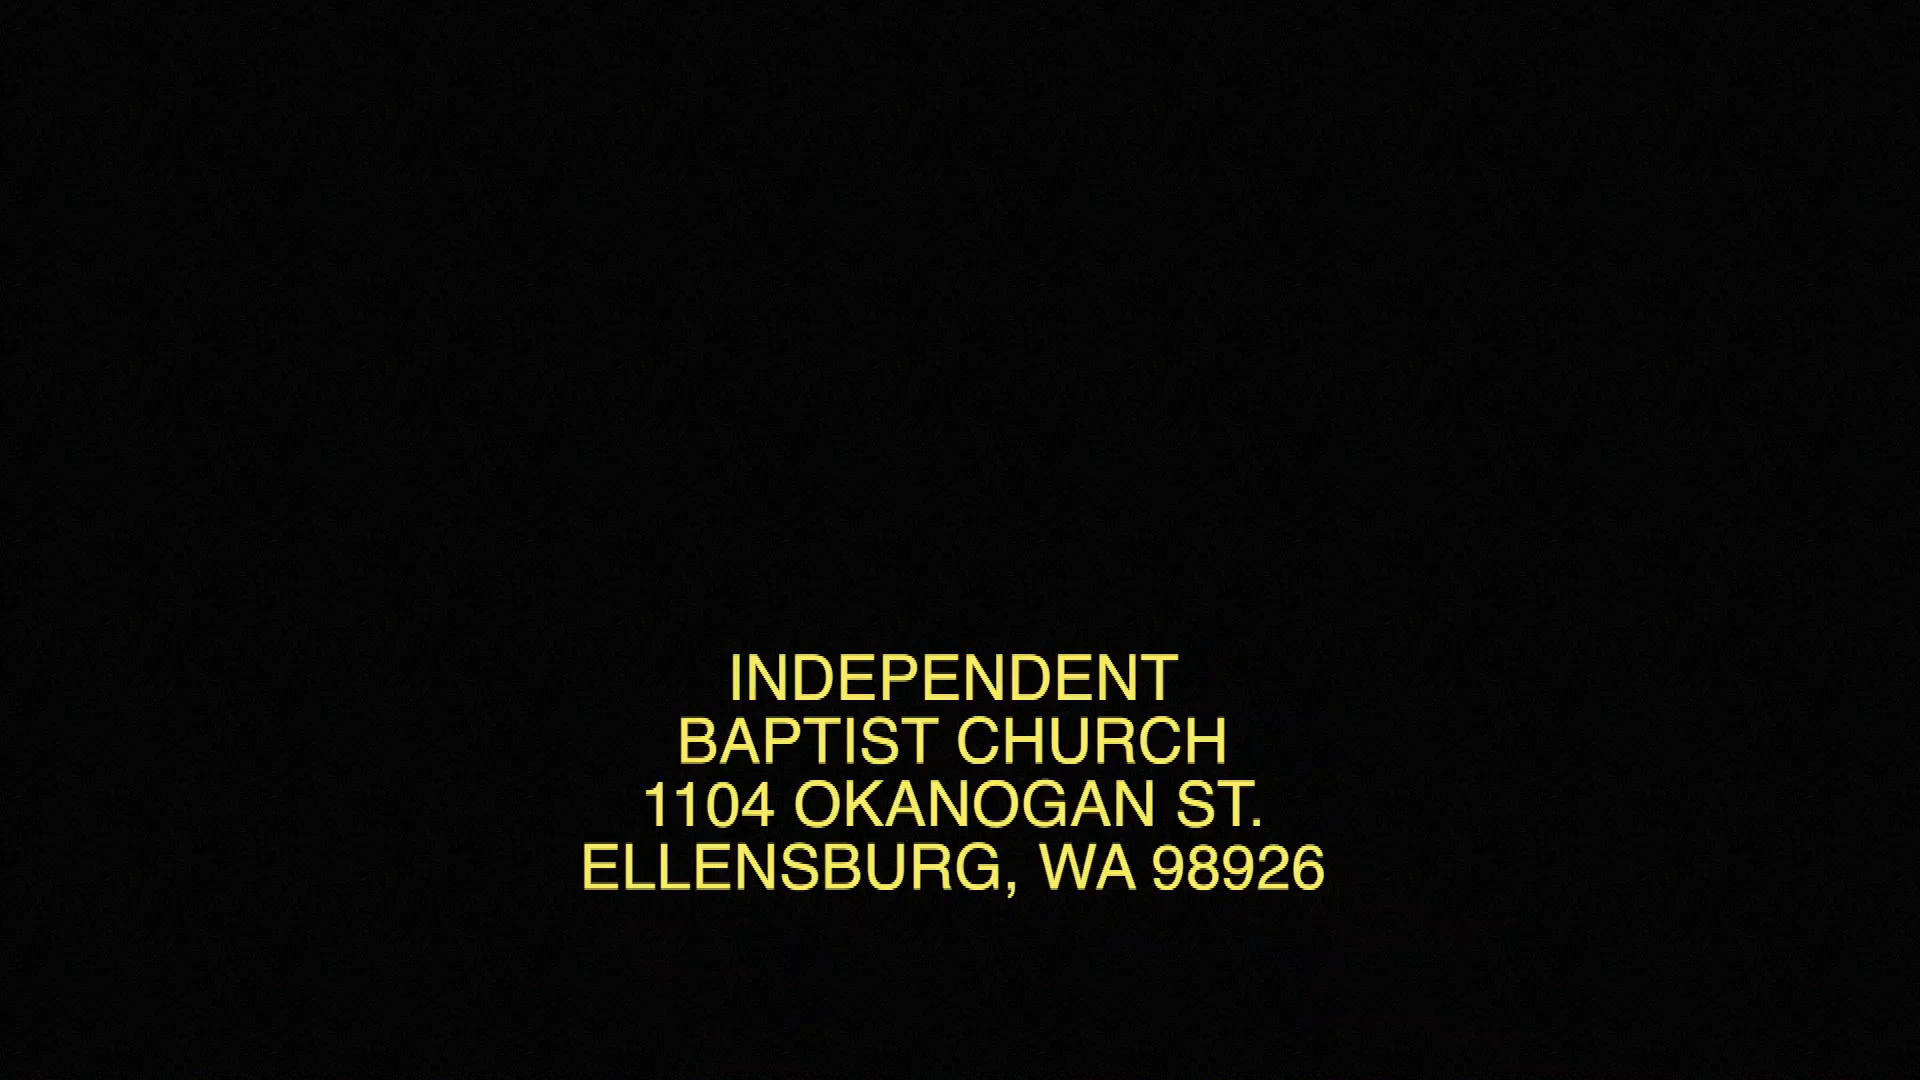 INDEPENDENT
BAPTIST CHURCH
1104 OKANOGAN ST.
ELLENSBURG, WA 98926